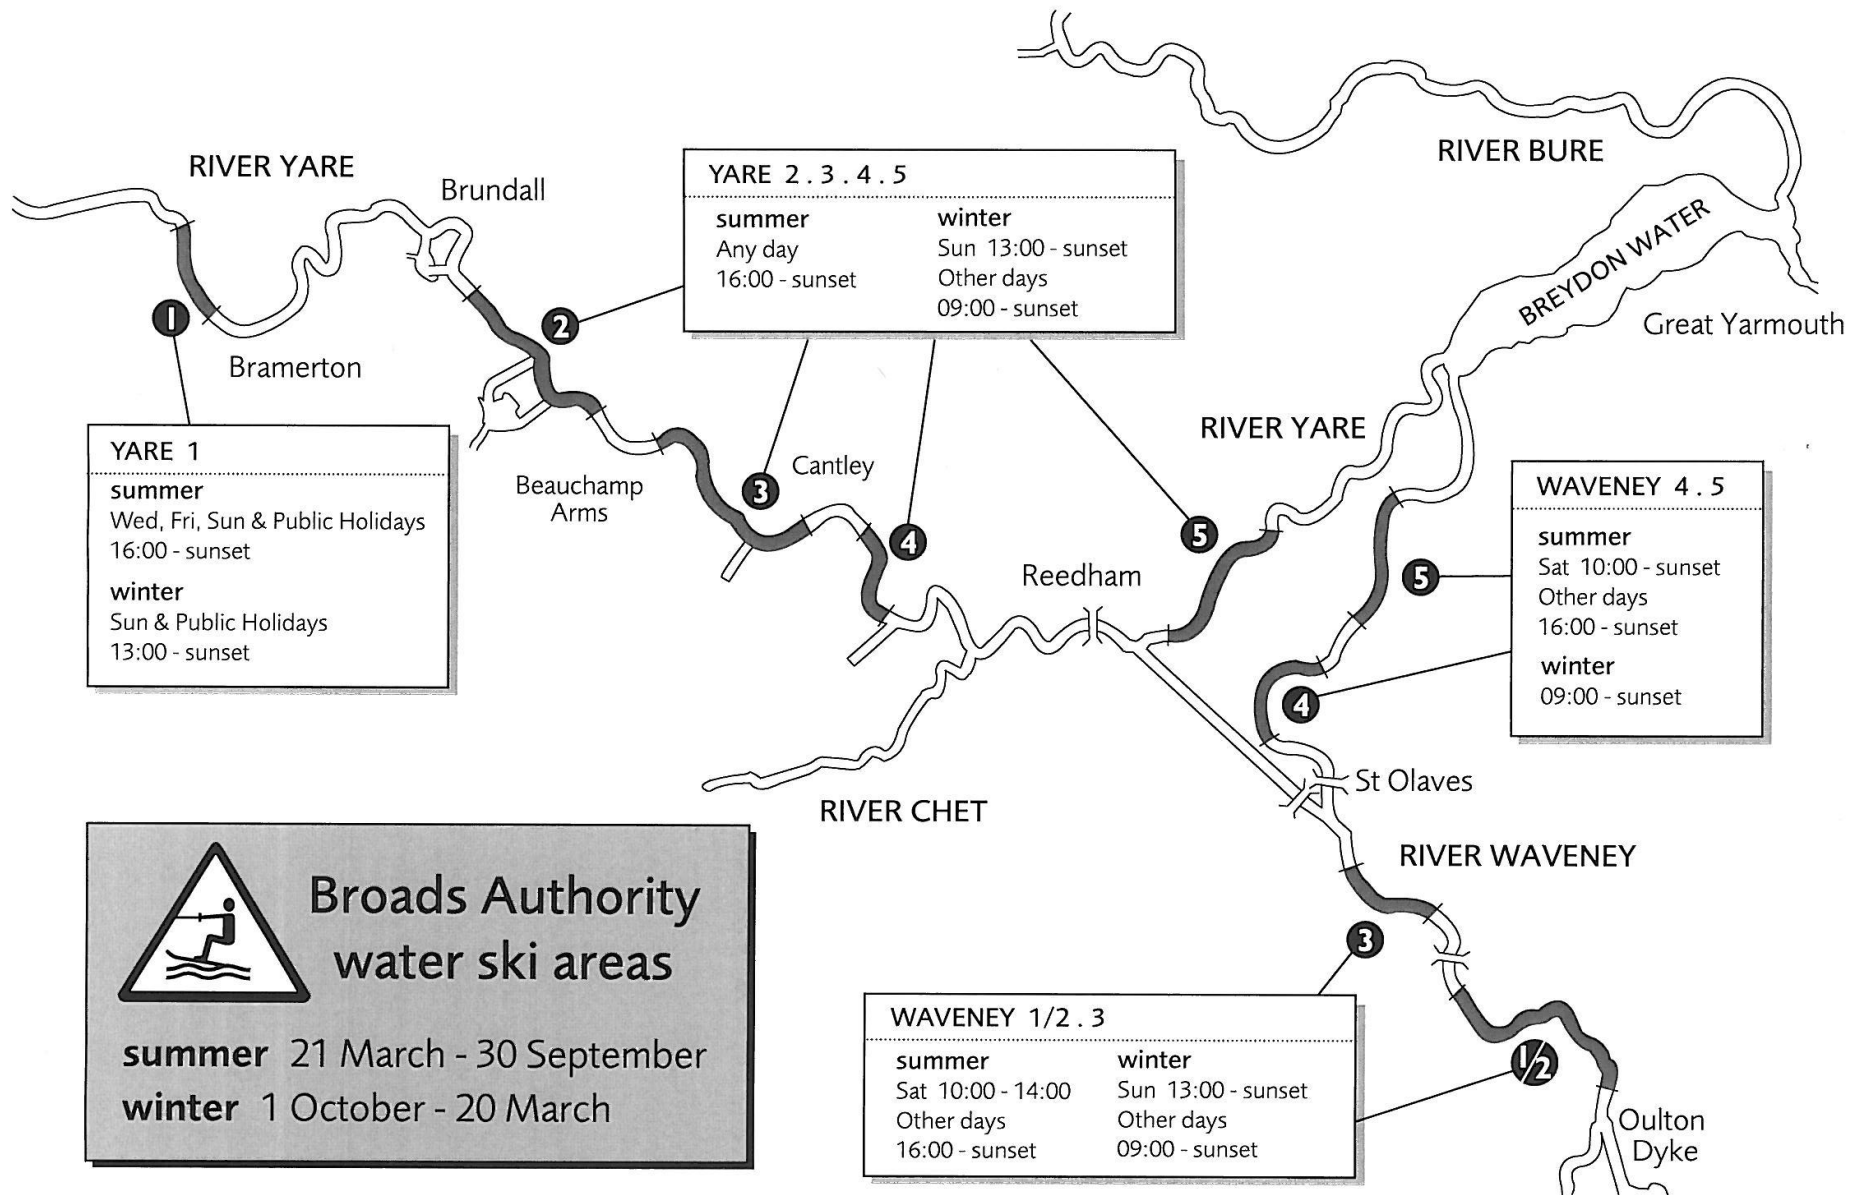 RIVER BURE
RIVER YARE
Brundall
YARE 2 . 3 . 4 . 5
summer
Any day
16:00 - sunset
winter
Sun 13:00 - sunset
Other days
09:00 - sunset
BREYDON WATER
Great Yarmouth
1
2
Bramerton
YARE 1
summer
Wed, Fri, Sun & Public Holidays
16:00 - sunset
winter
Sun & Public Holidays
13:00 - sunset
RIVER YARE
Beauchamp
Arms
3
Cantley
4
5
Reedham
WAVENEY 4 . 5
summer
Sat 10:00 - sunset
Other days
16:00 - sunset
winter
09:00 - sunset
5
4
St Olaves
RIVER CHET
RIVER WAVENEY
Broads Authority
water ski areas
summer 21 March - 30 September
winter 1 October - 20 March
3
WAVENEY 1/2 . 3
summer
Sat 10:00 - 14:00
Other days
16:00 - sunset
winter
Sun 13:00 - sunset
Other days
09:00 - sunset
1/2
Oulton
Dyke